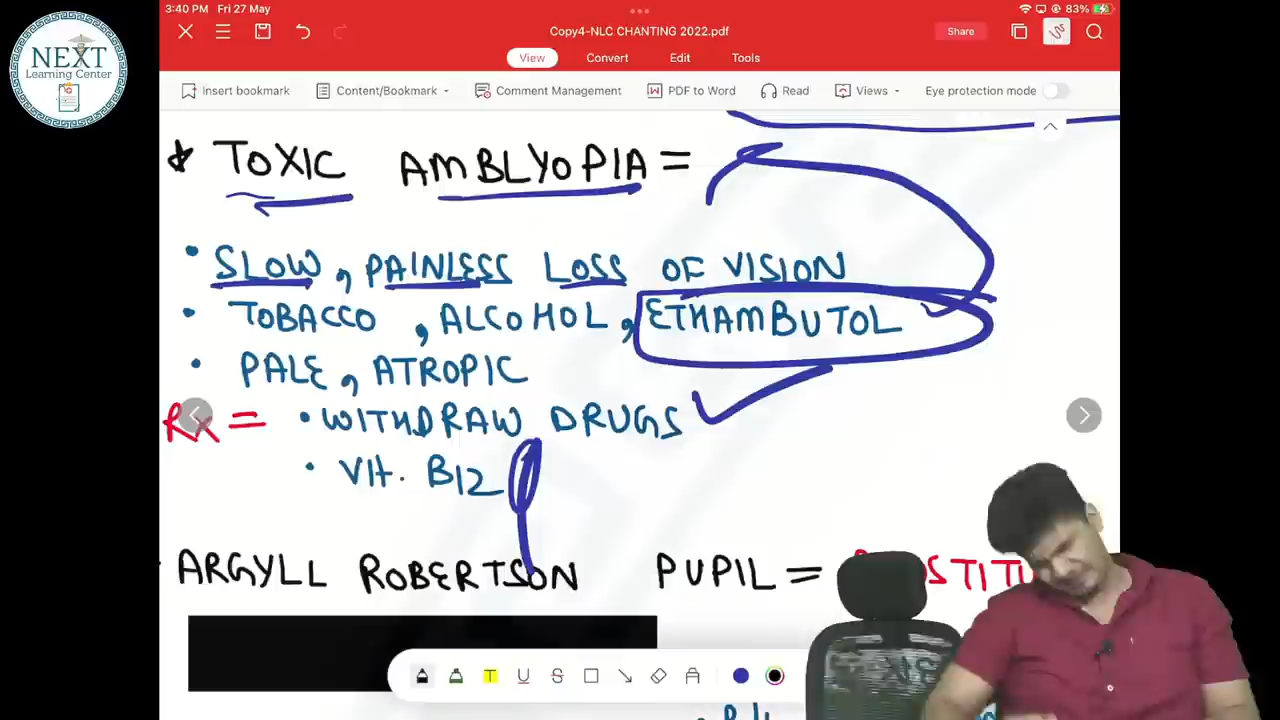 3:40 PM Fri 27 May
83%
NEXT
Learning Center
Copy4-NLC CHANTING 2022.pdf
Share
View Convert Edit Tools
Insert bookmark Content/Bookmark Comment Management PDF to Word Read Views Eye protection mode
* TOXIC AMBLYOPIA =
• SLOW, PAINLESS LOSS OF VISION
• TOBACCO, ALCOHOL, ETHAMBUTOL
• PALE, ATROPIC
Rx = • WITHDRAW DRUGS
• Vit. B12
ARGYLL ROBERTSON PUPIL =
T U S